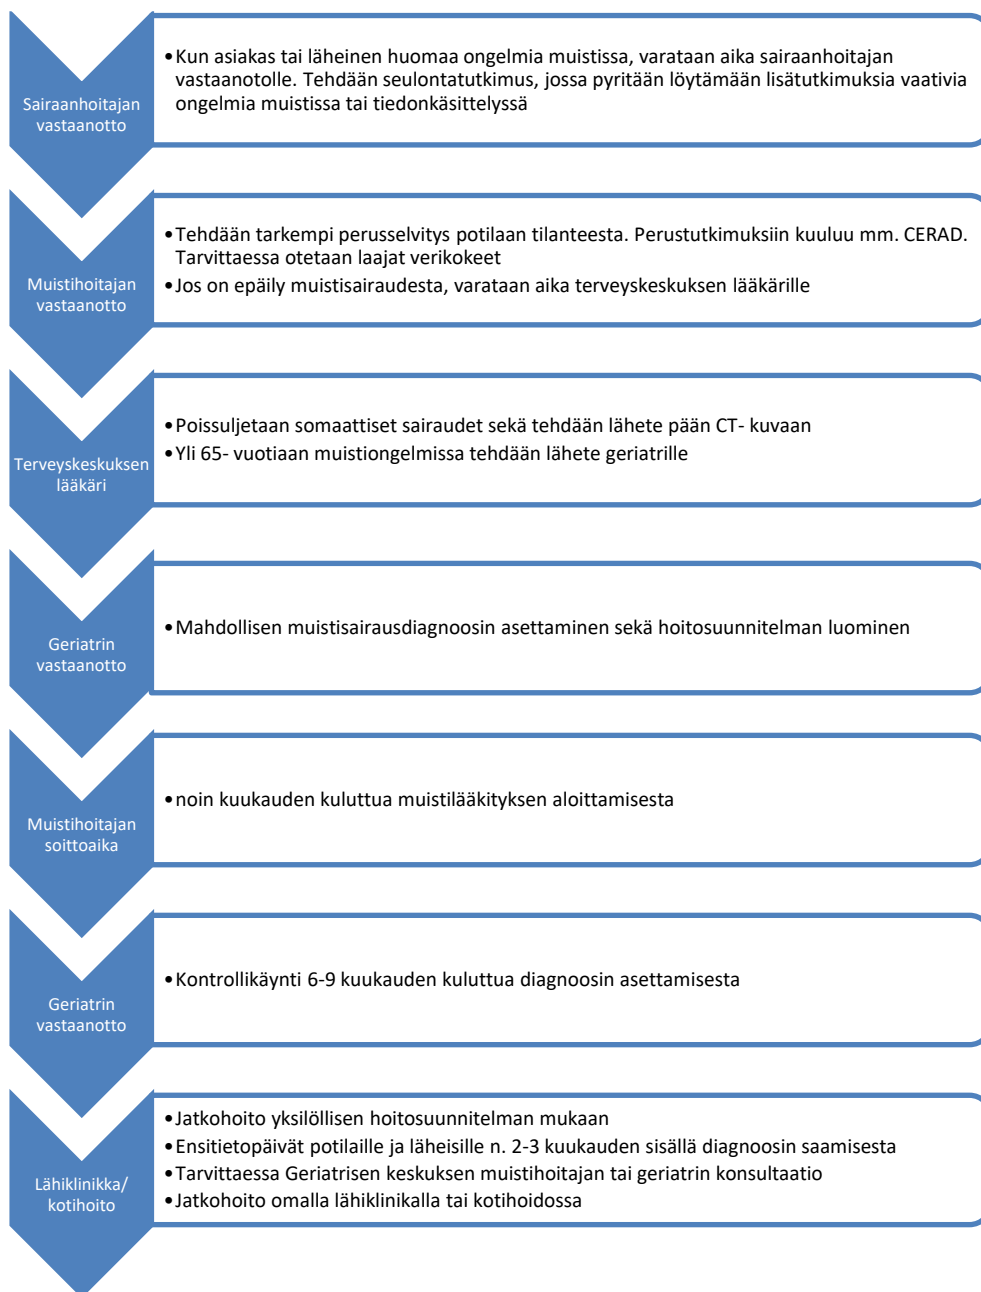 Sairaanhoitajan
vastaanotto
•Kun asiakas tai läheinen huomaa ongelmia muistissa, varataan aika sairaanhoitajan
vastaanotolle. Tehdään seulontatutkimus, jossa pyritään löytämään lisätutkimuksia vaativia
ongelmia muistissa tai tiedonkäsittelyssä
Muistihoitajan
vastaanotto
•Tehdään tarkempi perusselvitys potilaan tilanteesta. Perustutkimuksiin kuuluu mm. CERAD.
Tarvittaessa otetaan laajat verikokeet
•Jos on epäily muistisairaudesta, varataan aika terveyskeskuksen lääkärille
Terveyskeskuksen
lääkäri
•Poissuljetaan somaattiset sairaudet sekä tehdään lähete pään CT- kuvaan
•Yli 65- vuotiaan muistiongelmissa tehdään lähete geriatrille
Geriatrin
vastaanotto
•Mahdollisen muistisairausdiagnoosin asettaminen sekä hoitosuunnitelman luominen
Muistihoitajan
soittoaika
•noin kuukauden kuluttua muistilääkityksen aloittamisesta
Geriatrin
vastaanotto
•Kontrollikäynti 6-9 kuukauden kuluttua diagnoosin asettamisesta
Lähiklinikka/
kotihoito
•Jatkohoito yksilöllisen hoitosuunnitelman mukaan
•Ensitietopäivät potilaille ja läheisille n. 2-3 kuukauden sisällä diagnoosin saamisesta
•Tarvittaessa Geriatrisen keskuksen muistihoitajan tai geriatrin konsultaatio
•Jatkohoito omalla lähiklinikalla tai kotihoidossa